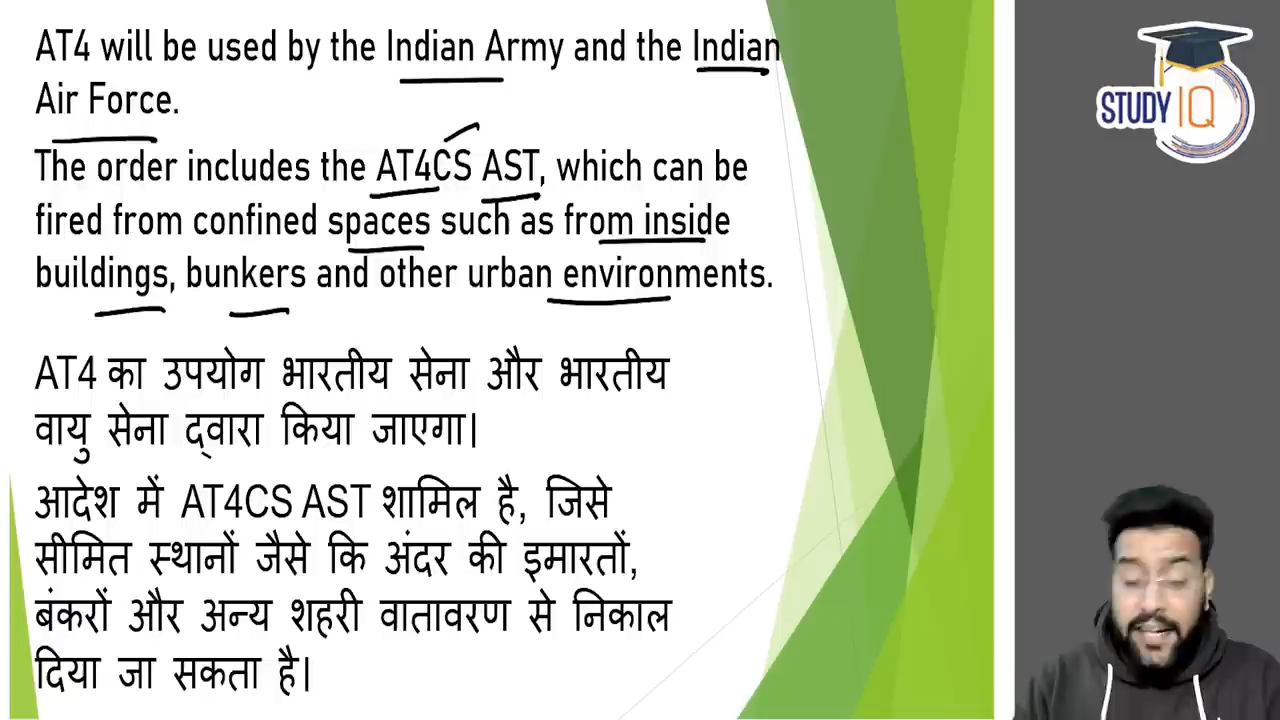 AT4 will be used by the Indian Army and the Indian
Air Force.
The order includes the AT4CS AST, which can be
fired from confined spaces such as from inside
buildings, bunkers and other urban environments.
AT4 का उपयोग भारतीय सेना और भारतीय
वायु सेना द्वारा किया जाएगा।
आदेश में AT4CS AST शामिल है, जिसे
सीमित स्थानों जैसे कि अंदर की इमारतों,
बंकरों और अन्य शहरी वातावरण से निकाल
दिया जा सकता है।
STUDY IQ